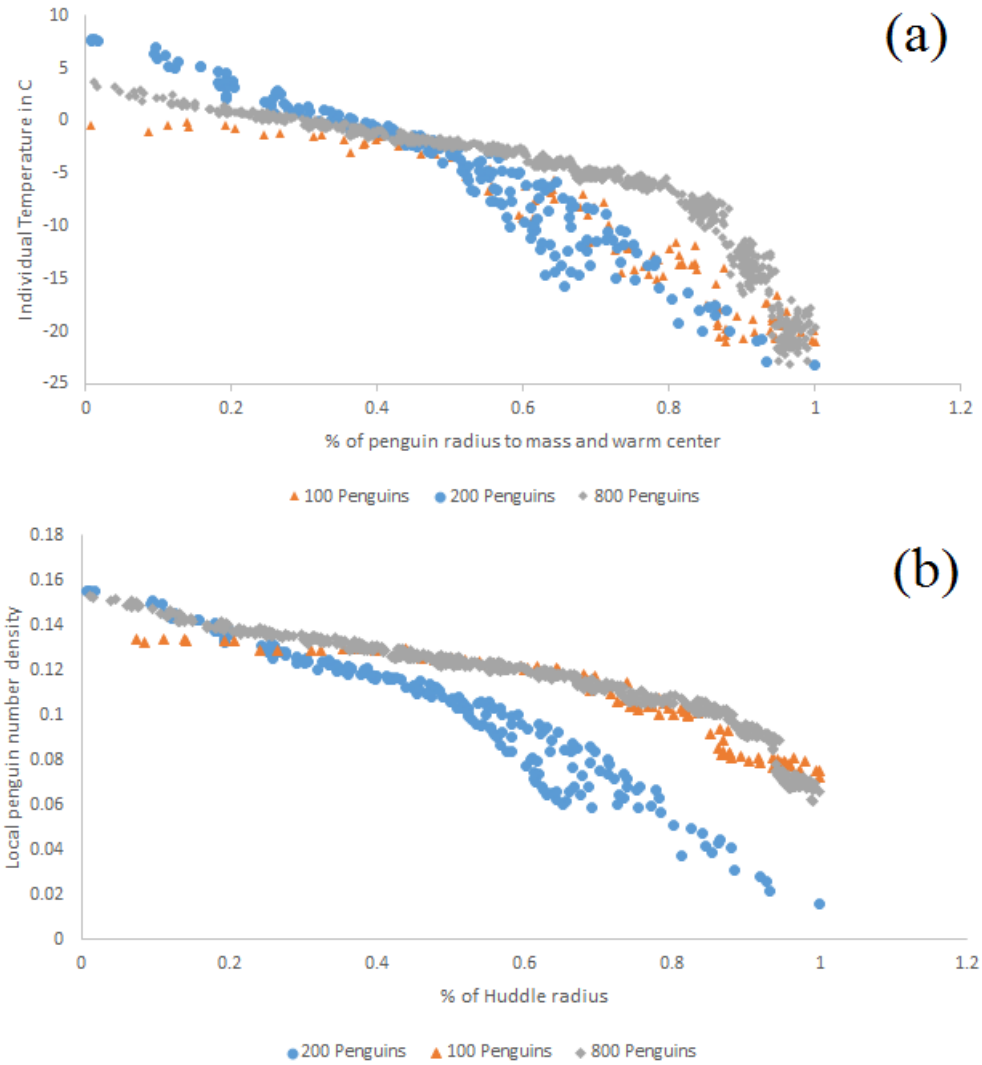 (a)
10
5
0
-5
-10
-15
-20
-25
Individual Temperature in C
0 0.2 0.4 0.6 0.8 1 1.2
% of penguin radius to mass and warm center
100 Penguins 200 Penguins 800 Penguins
(b)
0.18
0.16
0.14
0.12
0.1
0.08
0.06
0.04
0.02
0
Local penguin number density
0 0.2 0.4 0.6 0.8 1 1.2
% of Huddle radius
200 Penguins 100 Penguins 800 Penguins